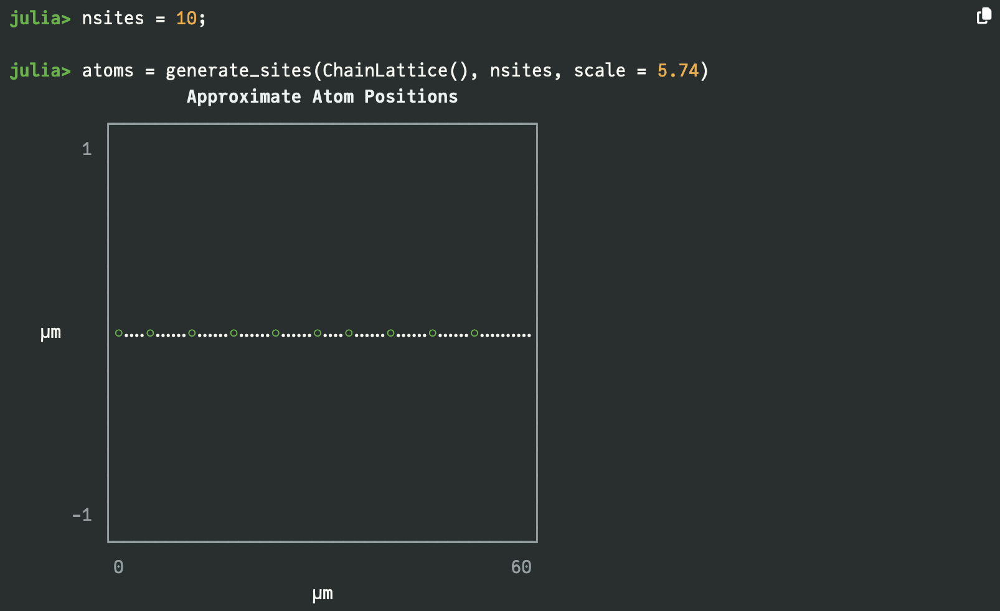 julia> nsites = 10;
julia> atoms = generate_sites(ChainLattice(), nsites, scale = 5.74)
Approximate Atom Positions
1
µm
-1
0 60
µm